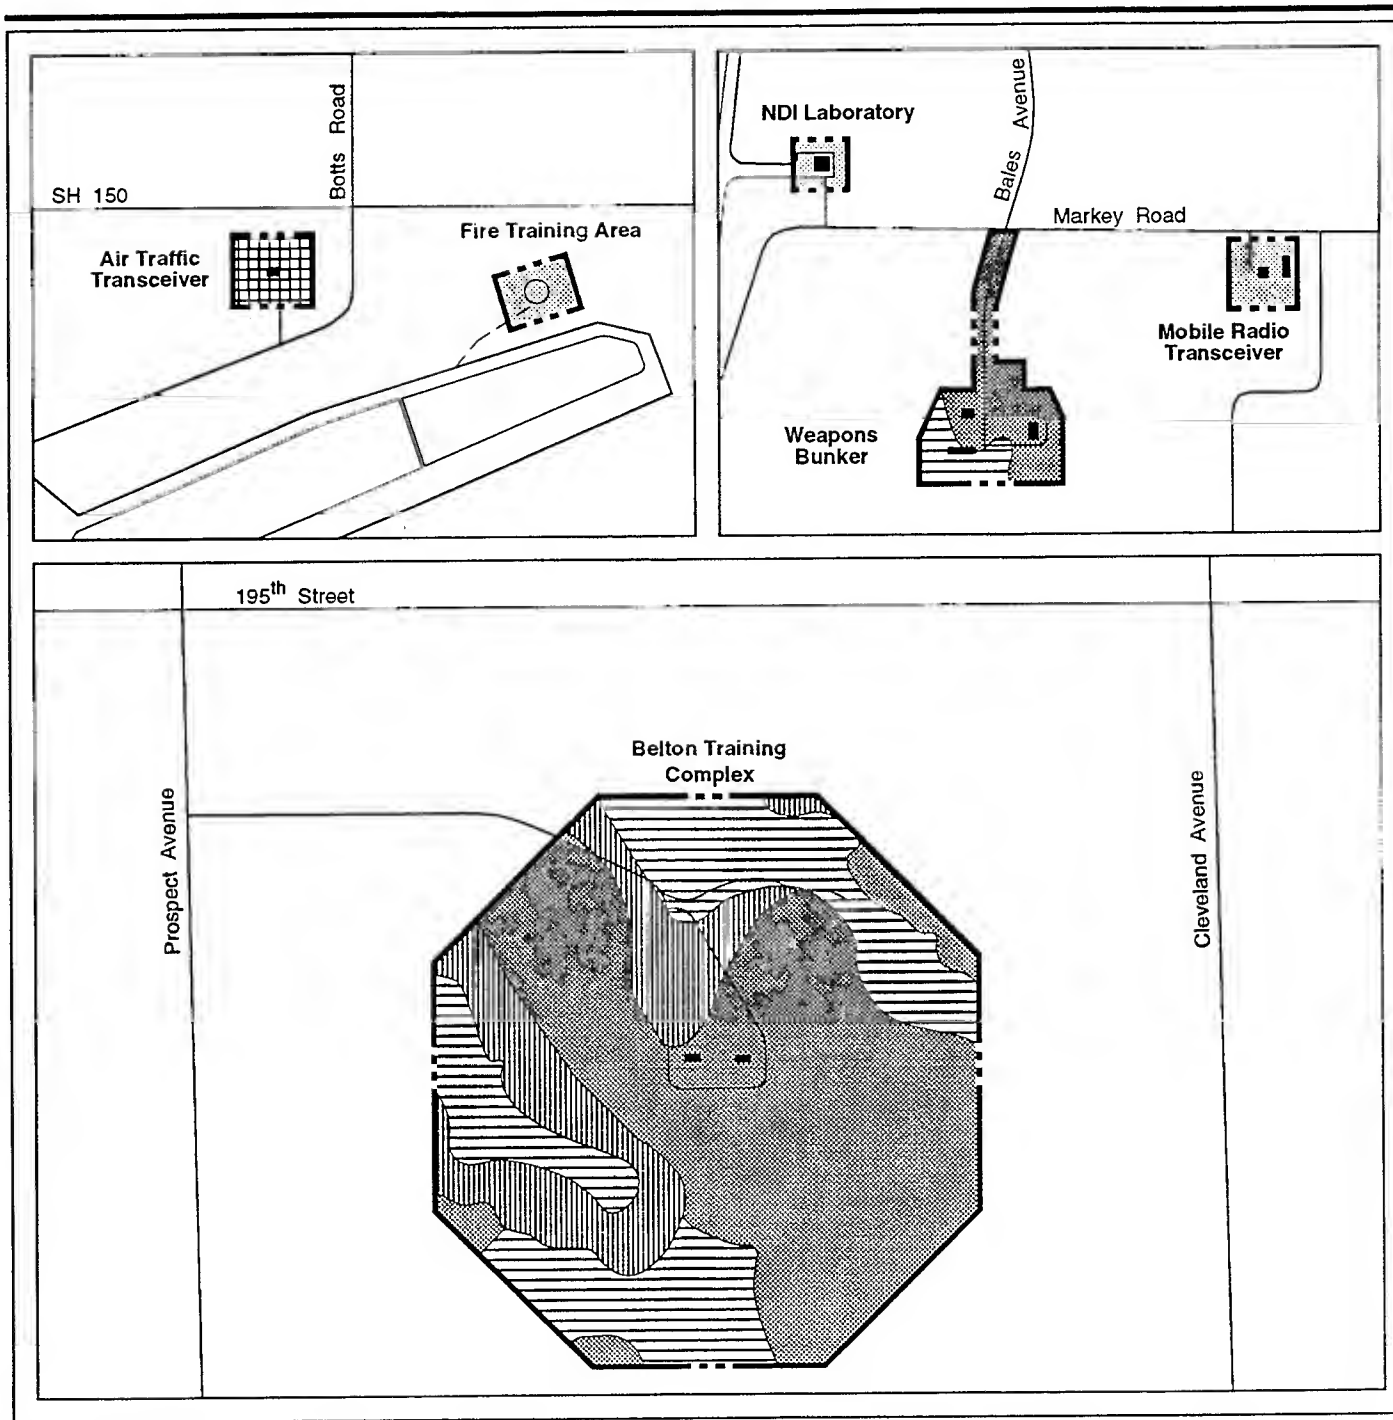 Botts Road
SH 150
Air Traffic
Transceiver
Fire Training Area
NDI Laboratory
Bales Avenue
Markey Road
Mobile Radio
Transceiver
Weapons
Bunker
195th Street
Belton Training
Complex
Prospect Avenue
Cleveland Avenue